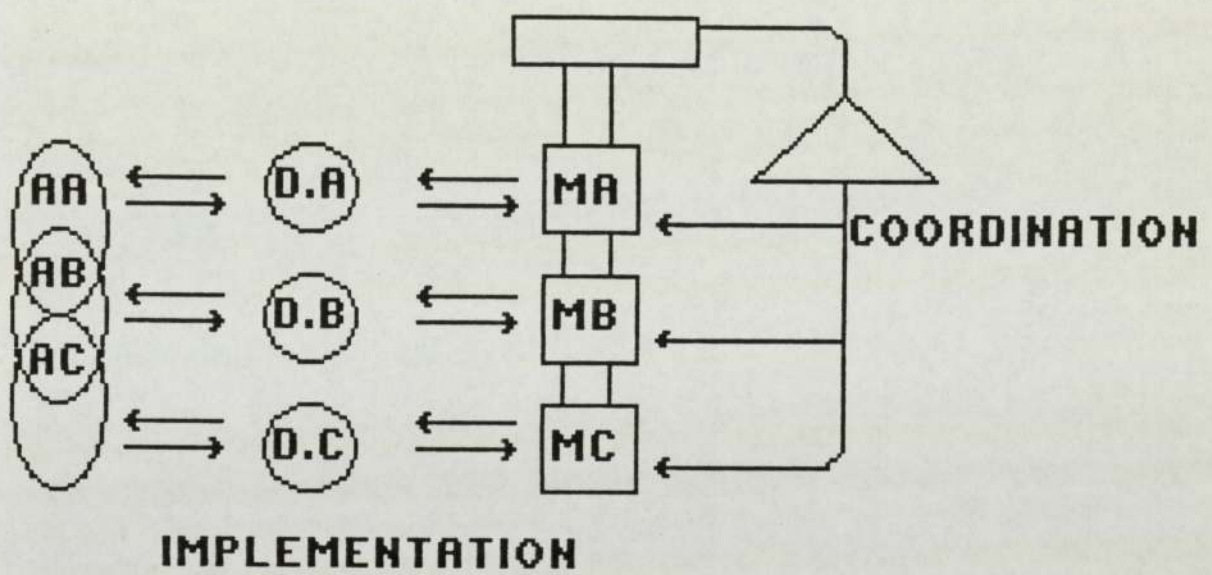 AA
D.A
MA
COORDINATION
AB
D.B
MB
AC
D.C
MC
IMPLEMENTATION